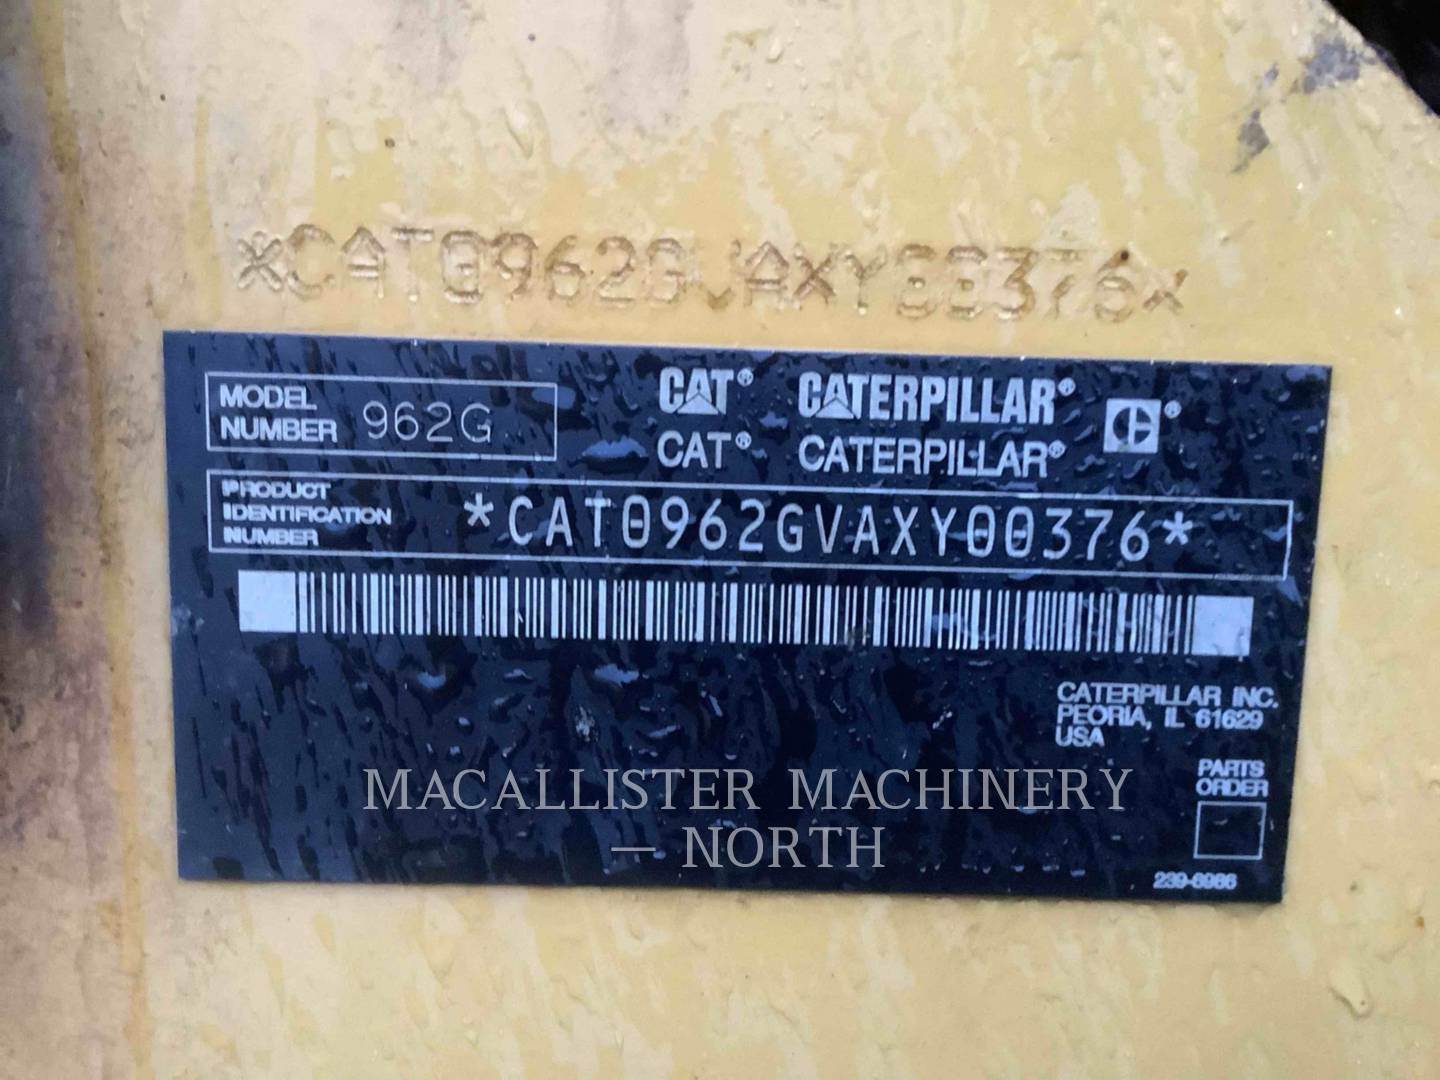 *CAT0962GVAXY00376*
MODEL
NUMBER 962G
CAT® CATERPILLAR® ®
CAT® CATERPILLAR®
PRODUCT
IDENTIFICATION
NUMBER
*CAT0962GVAXY00376*
CATERPILLAR INC.
PEORIA, IL 61629
USA
PARTS
ORDER
239-6986
MACALLISTER MACHINERY
— NORTH